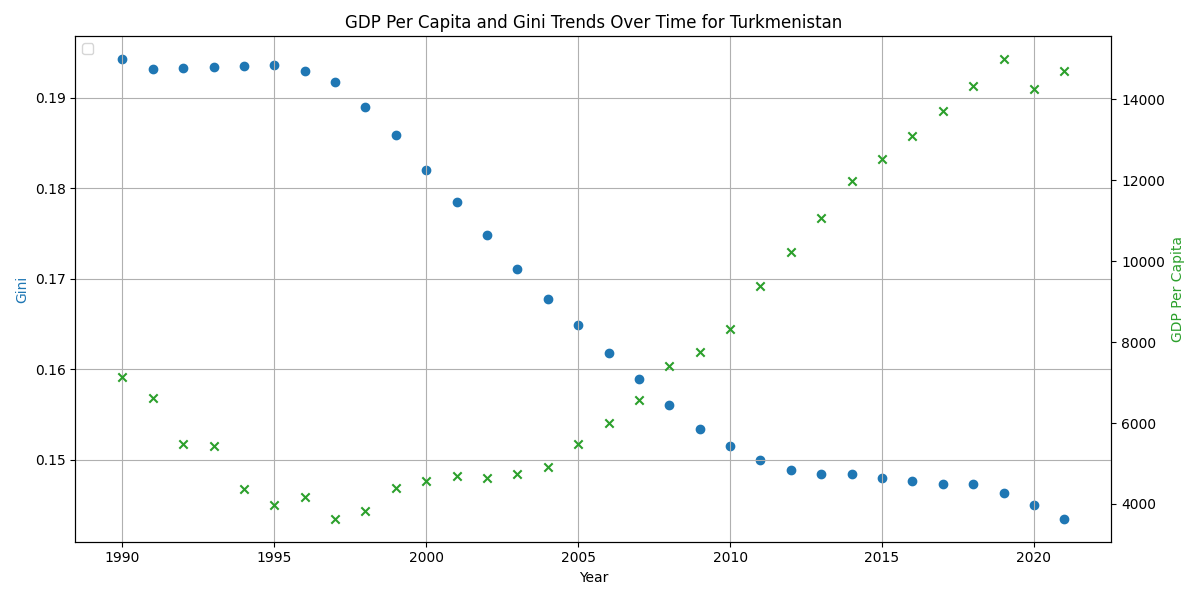 GDP Per Capita and Gini Trends Over Time for Turkmenistan
Gini
0.19
0.18
0.17
0.16
0.15
14000
12000
10000
8000
6000
4000
GDP Per Capita
1990 1995 2000 2005 2010 2015 2020
Year